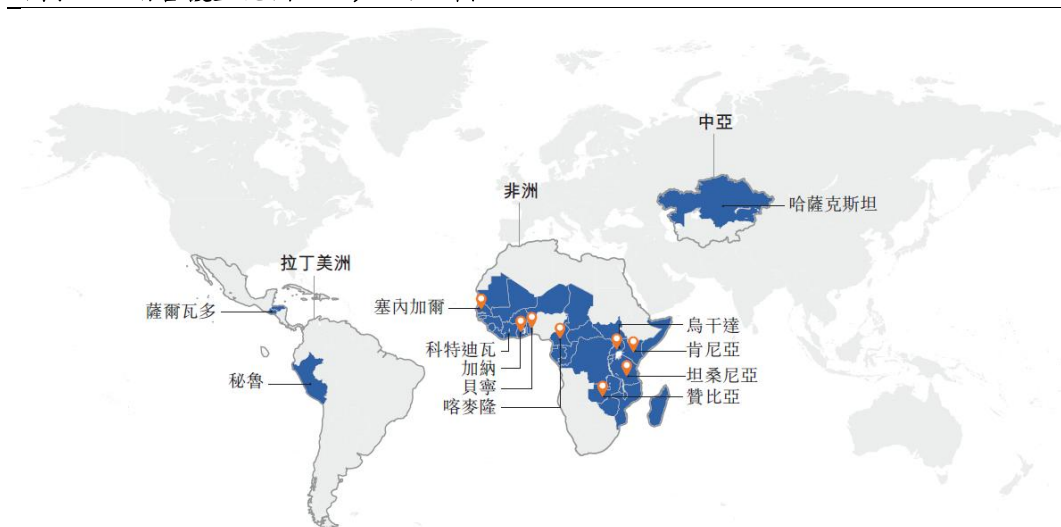 中亞
非洲
哈薩克斯坦
拉丁美洲
薩爾瓦多
塞內加爾
烏干達
科特迪瓦
肯尼亞
加納
坦桑尼亞
秘魯
貝寧
贊比亞
喀麥隆